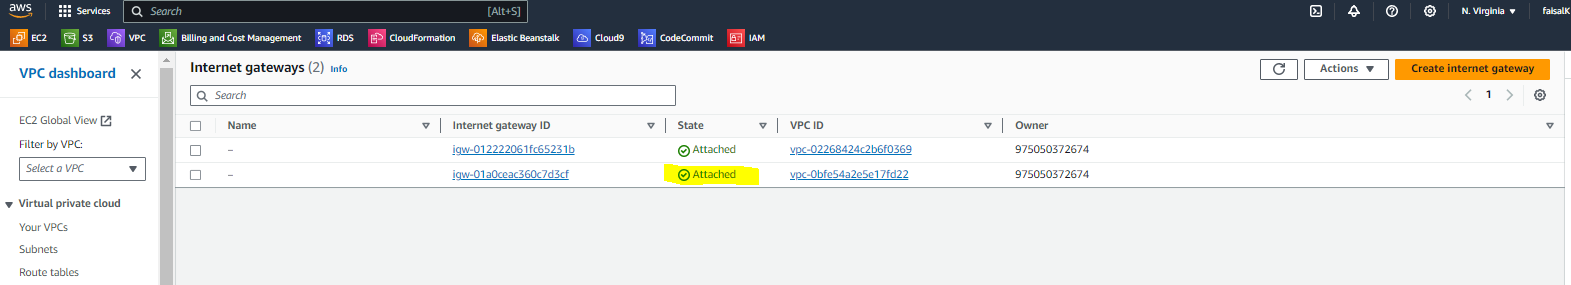 aws
Services
Search
[Alt+S]
N. Virginia
faisalK
EC2
S3
VPC
Billing and Cost Management
RDS
CloudFormation
Elastic Beanstalk
Cloud9
CodeCommit
IAM
VPC dashboard
EC2 Global View
Filter by VPC:
Select a VPC
Virtual private cloud
Your VPCs
Subnets
Route tables
Internet gateways (2) Info
Actions
Create internet gateway
Search
1
Name Internet gateway ID State VPC ID Owner
– igw-012222061fc65231b Attached vpc-02268424c2b6f0369 975050372674
– igw-01a0ceac360c7d3cf Attached vpc-0bfe54a2e5e17fd22 975050372674